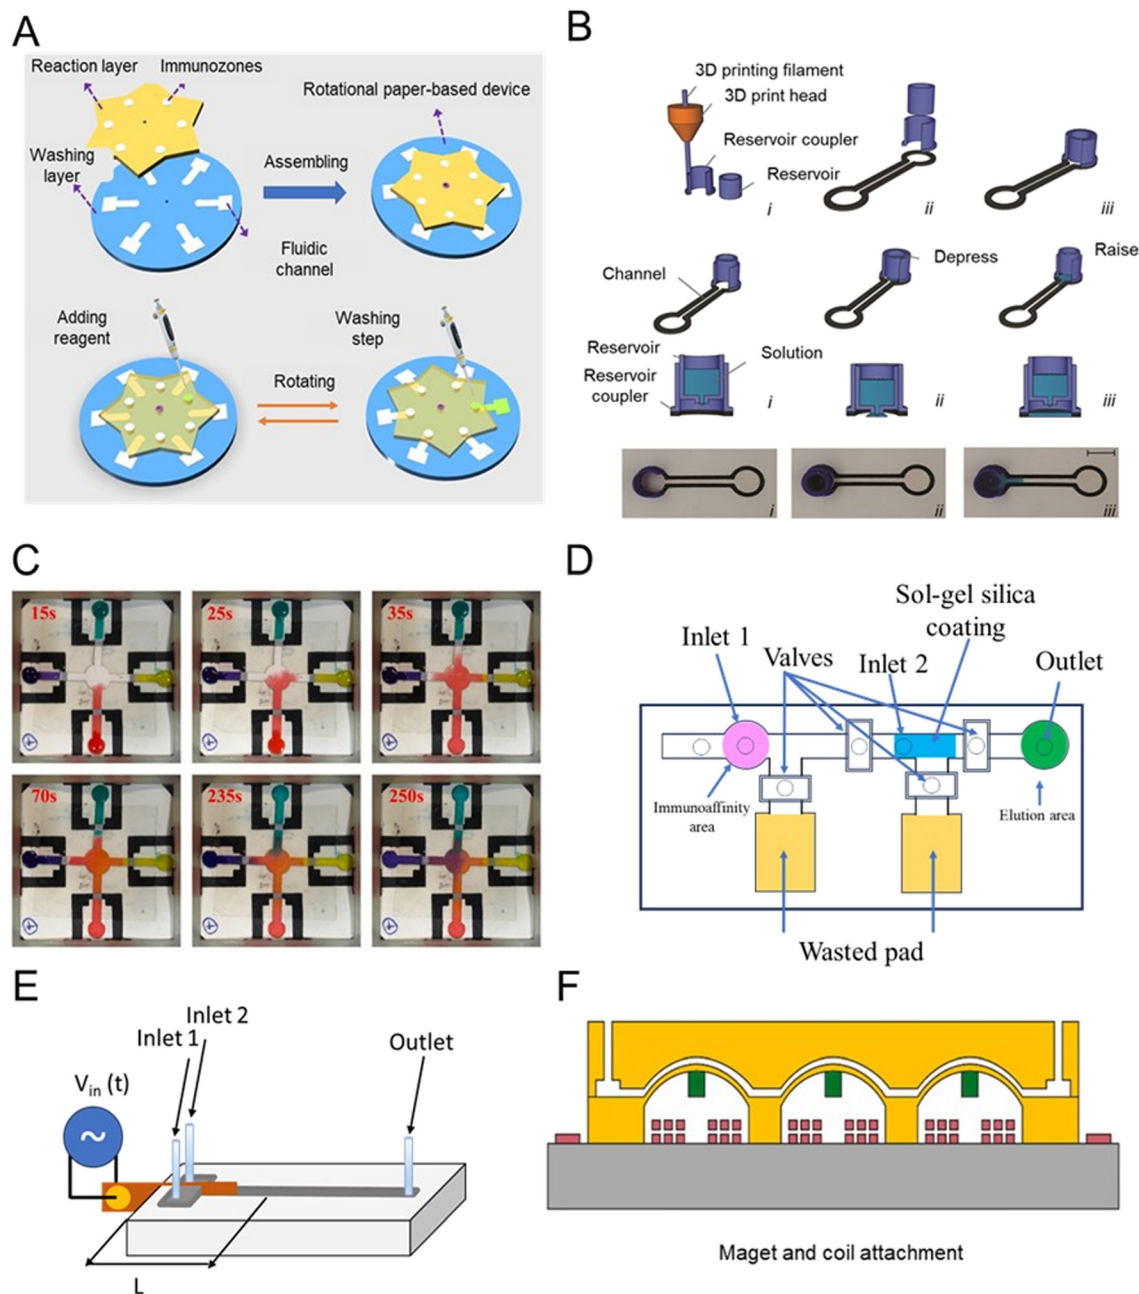 A
Reaction layer
Immunozones
Rotational paper-based device
Washing
layer
Assembling
Fluidic
channel
Adding
reagent
Washing
step
Rotating
B
3D printing filament
3D print head
Reservoir coupler
Reservoir
i
ii
iii
Channel
Depress
Raise
Reservoir
Reservoir
coupler
Solution
i
ii
iii
i
ii
iii
C
15s
25s
35s
70s
235s
250s
D
Sol-gel silica
coating
Inlet 1
Valves
Inlet 2
Outlet
Immunoaffinity
area
Elution area
Wasted pad
E
Inlet 2
Inlet 1
Outlet
Vin (t)
L
F
Maget and coil attachment